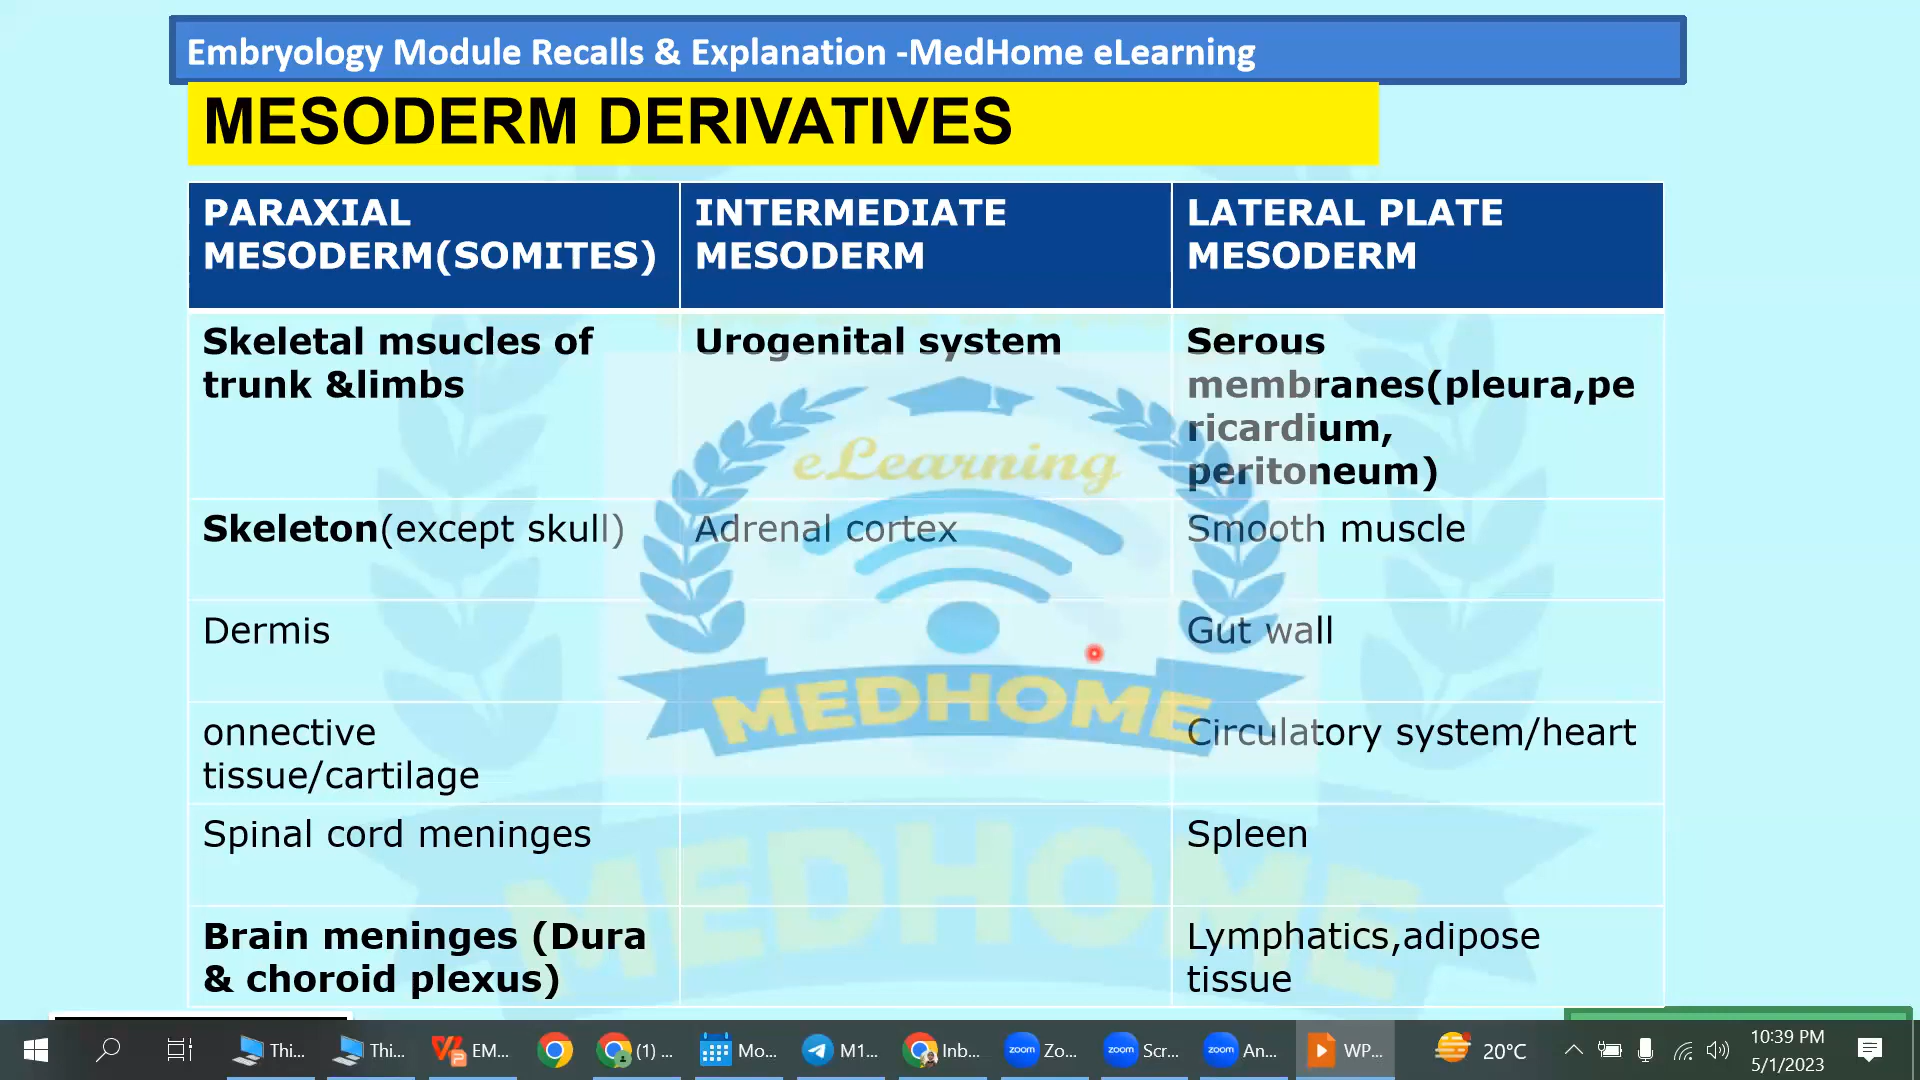 Embryology Module Recalls & Explanation -MedHome eLearning
MESODERM DERIVATIVES
PARAXIAL
MESODERM(SOMITES)
INTERMEDIATE
MESODERM
LATERAL PLATE
MESODERM
Skeletal msucles of
trunk &limbs
Urogenital system
Serous
membranes(pleura,pe
ricardium,
peritoneum)
eLearning
Skeleton(except skull)
Adrenal cortex
Smooth muscle
Dermis
Gut wall
MEDHOME
onnective
tissue/cartilage
Circulatory system/heart
Spinal cord meninges
Spleen
MEDHOME
Brain meninges (Dura
& choroid plexus)
Lymphatics,adipose
tissue
Thi...
Thi...
EM...
(1) ...
Mo...
M1...
Inb...
zoom
Zo...
zoom
Scr...
zoom
An...
WP...
20°C
10:39 PM
5/1/2023